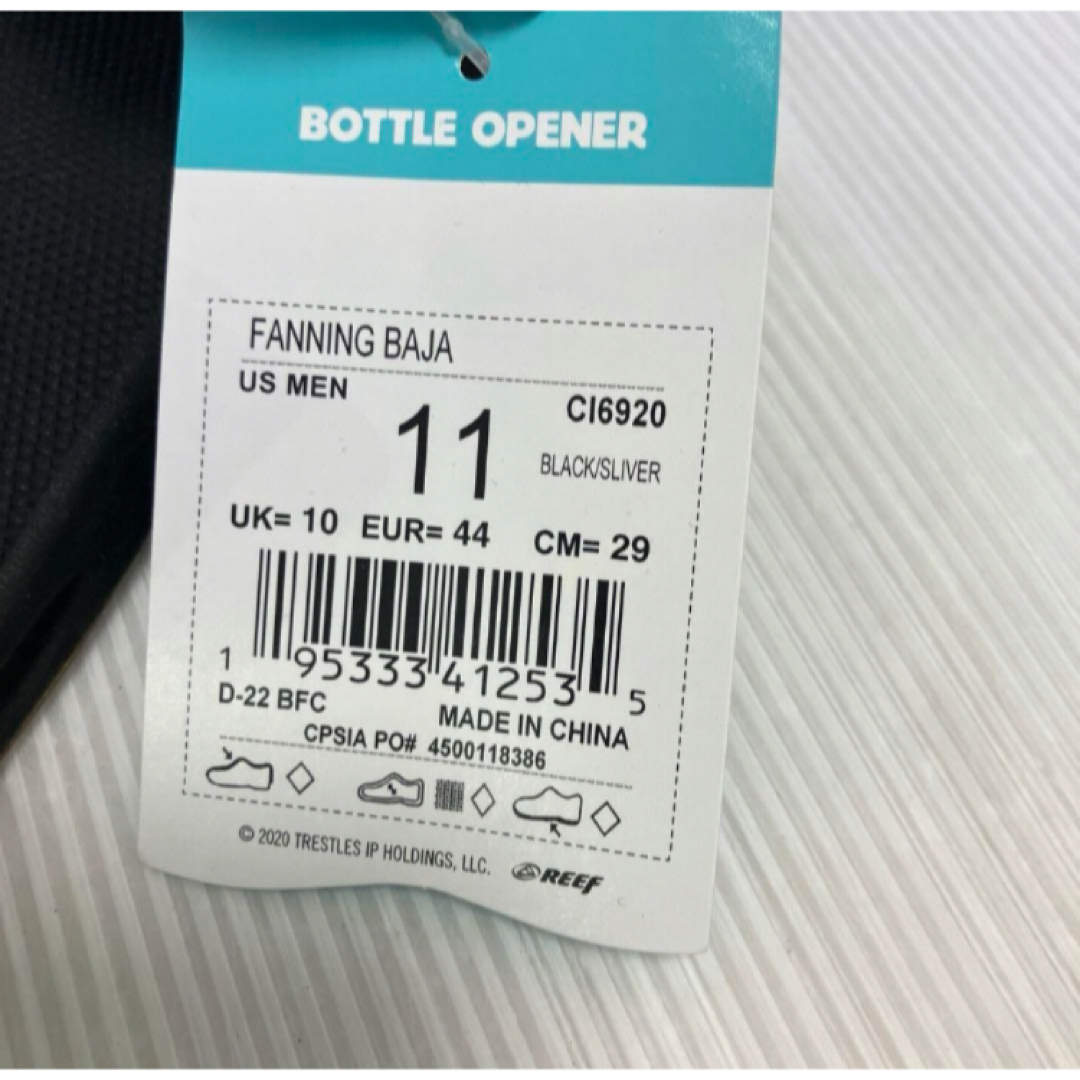 BOTTLE OPENER
FANNING BAJA
US MEN
11
CI6920
BLACK/SLIVER
UK= 10 EUR= 44 CM= 29
1 95333 41253 5
D-22 BFC
MADE IN CHINA
CPSIA PO# 4500118386
© 2020 TRESTLES IP HOLDINGS, LLC. REEF